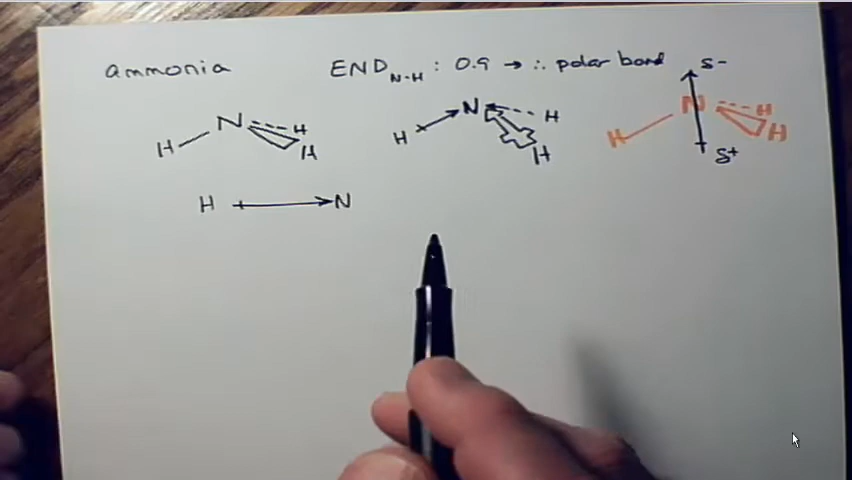 ammonia
END N-H : 0.9 → ∴ polar bond
H N H H
H N H H
δ-
H N H H
δ+
H N